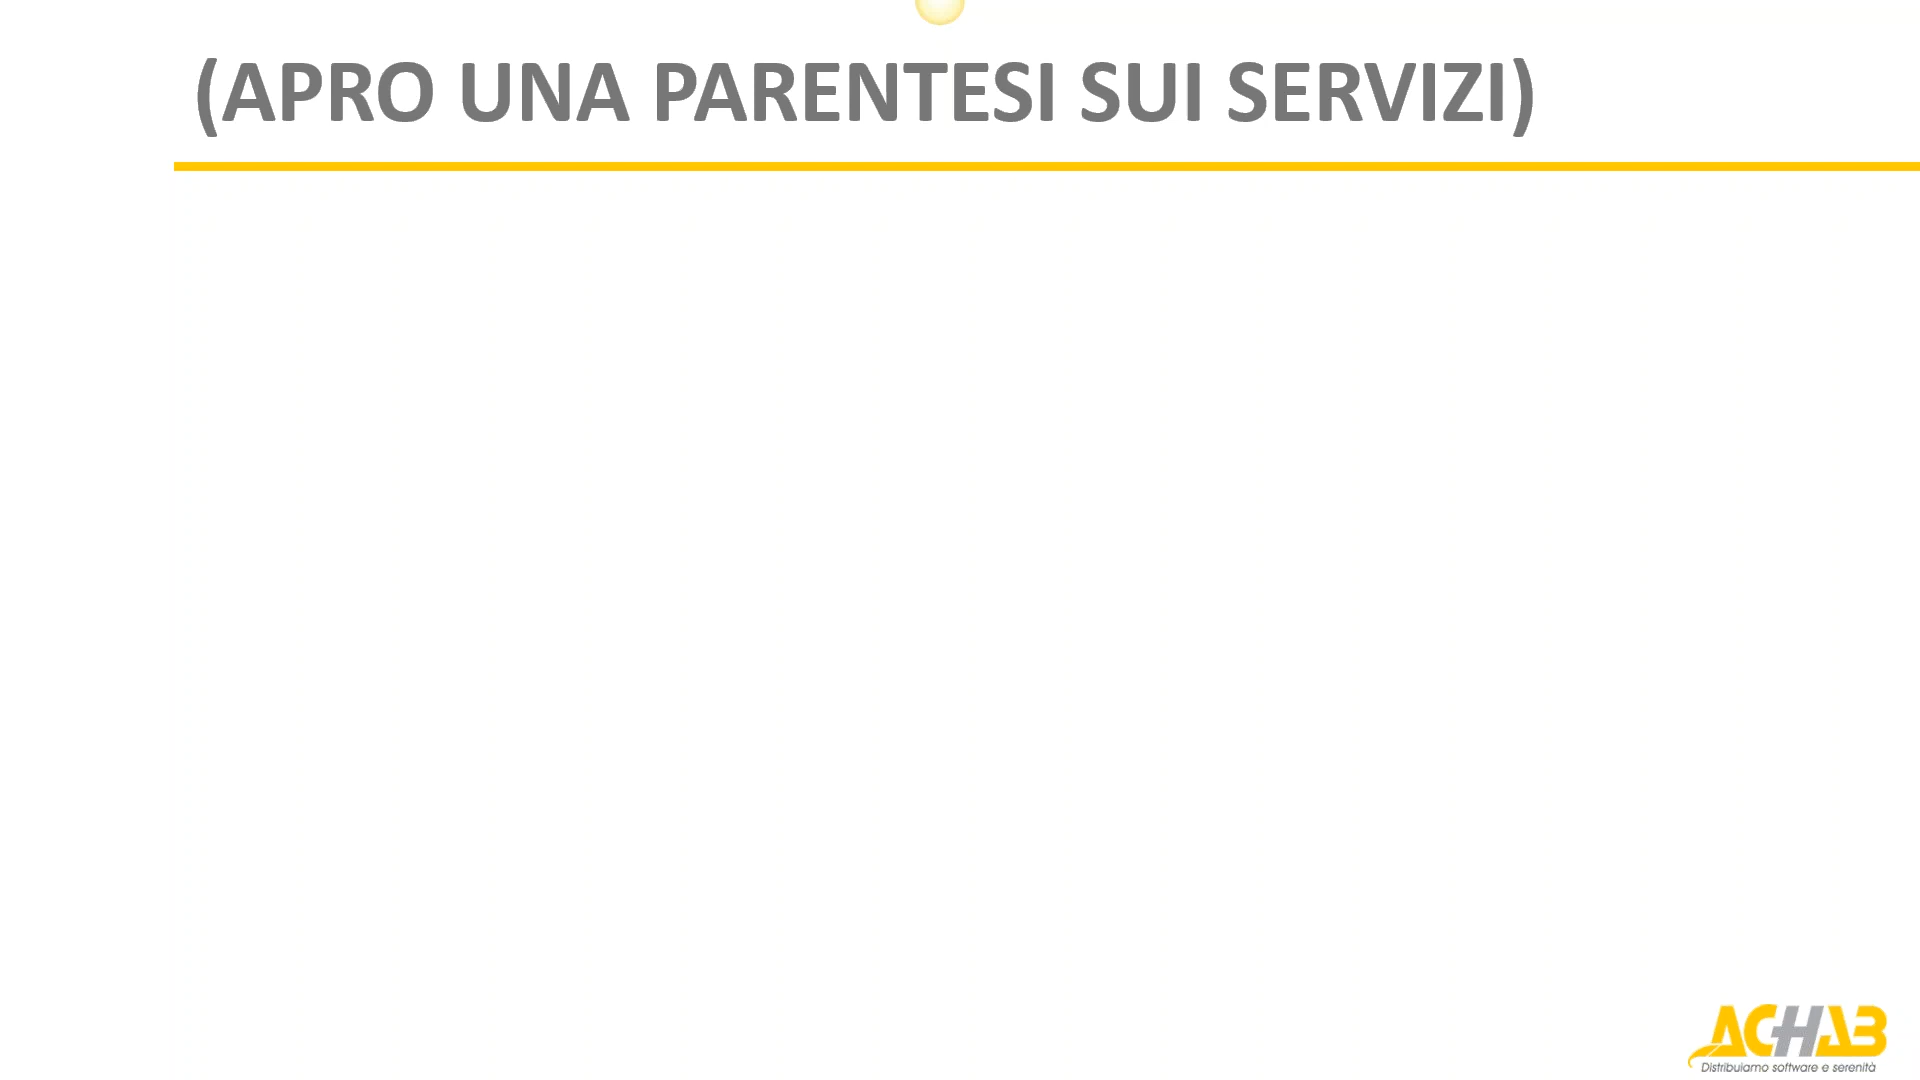 (APRO UNA PARENTESI SUI SERVIZI)
ACHAB
Distribuiamo software e serenità